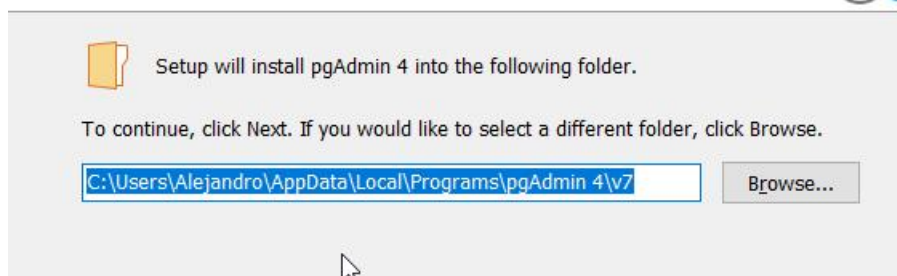 Setup will install pgAdmin 4 into the following folder.
To continue, click Next. If you would like to select a different folder, click Browse.
C:\Users\Alejandro\AppData\Local\Programs\pgAdmin 4\v7
Browse...